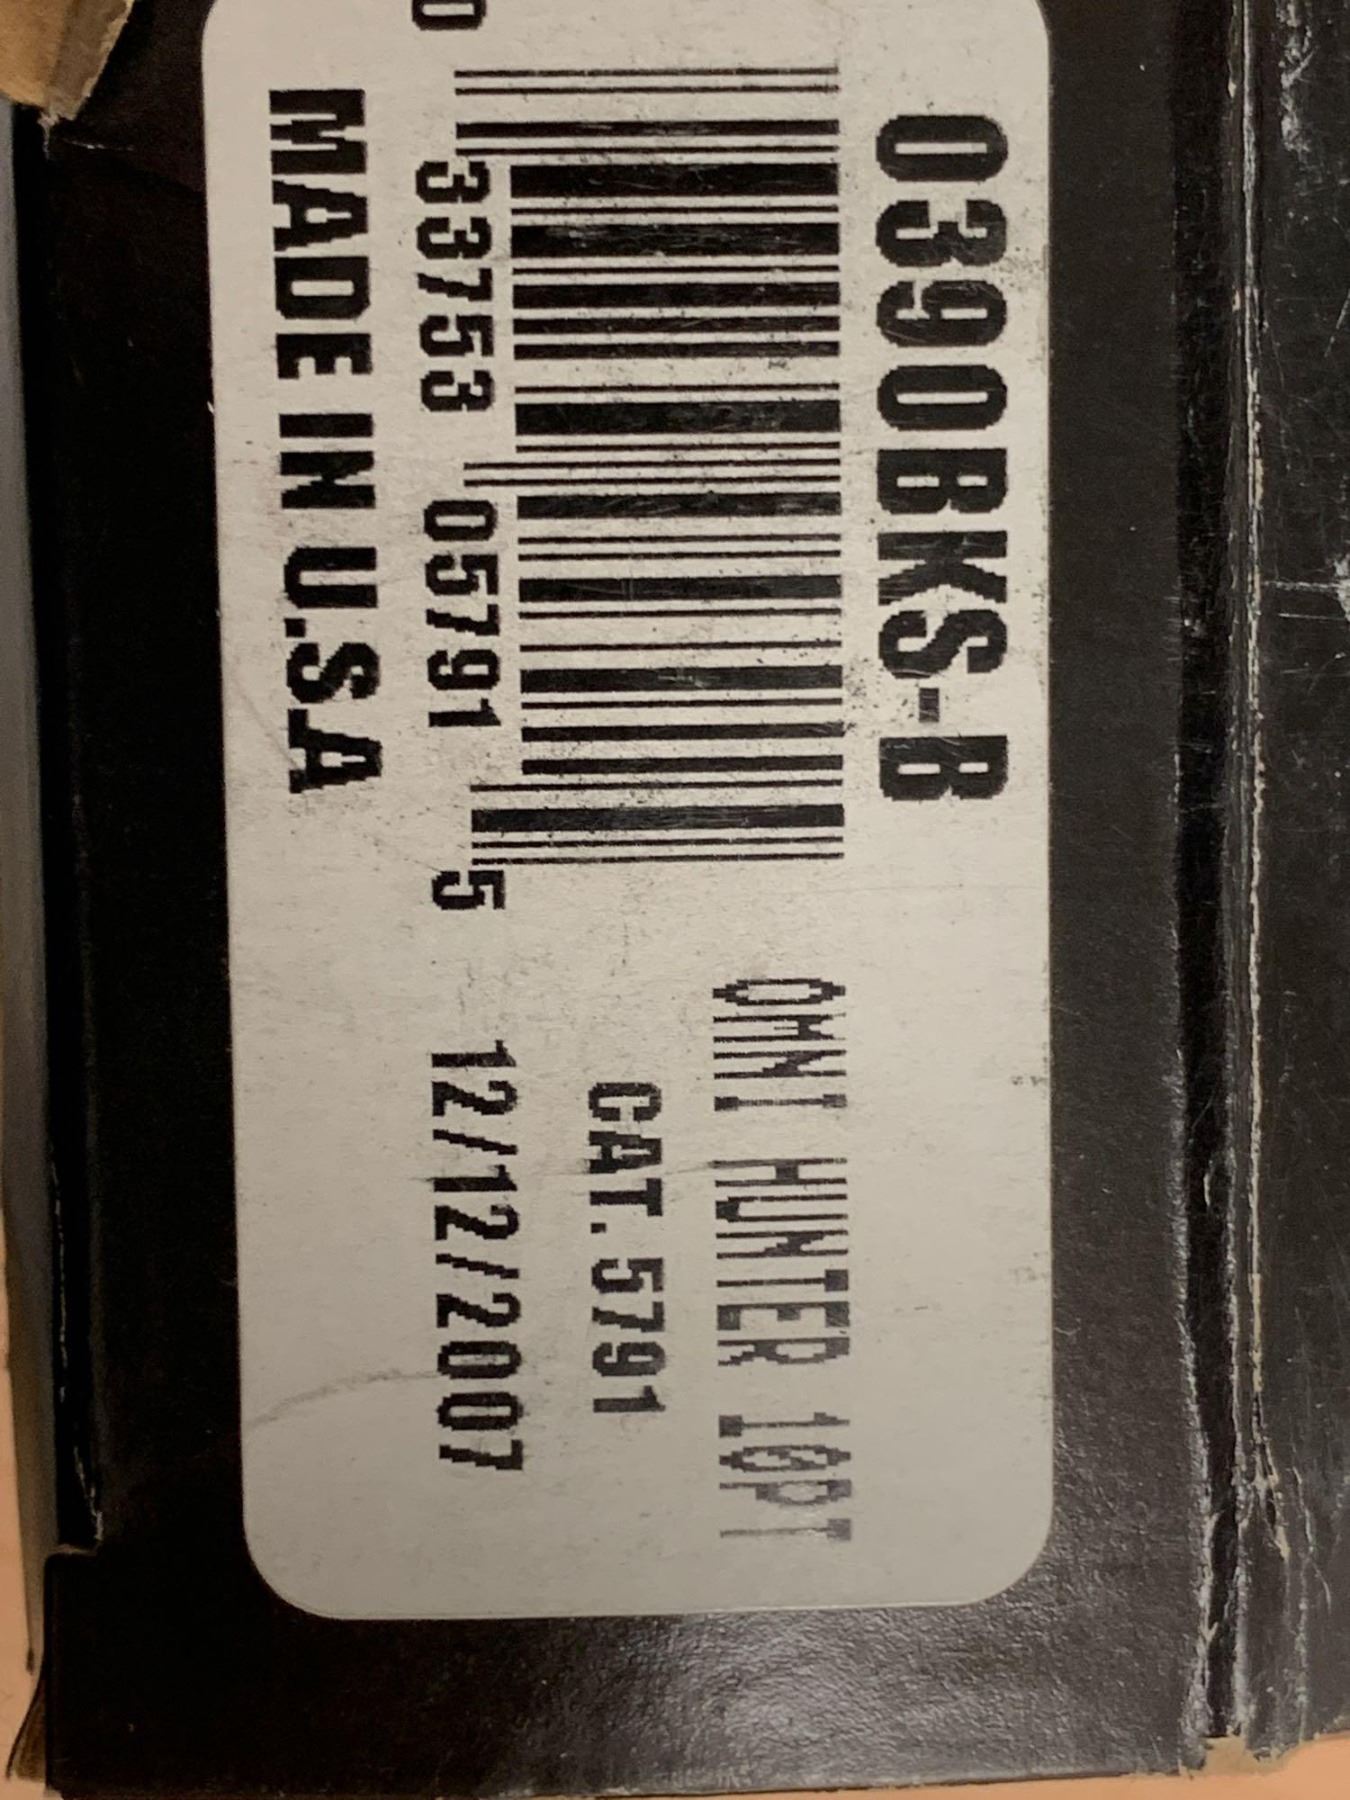 0390BKS-B
OMNI HUNTER 10PT
CAT. 5791
0 33753 05791 5
12/12/2007
MADE IN U.S.A